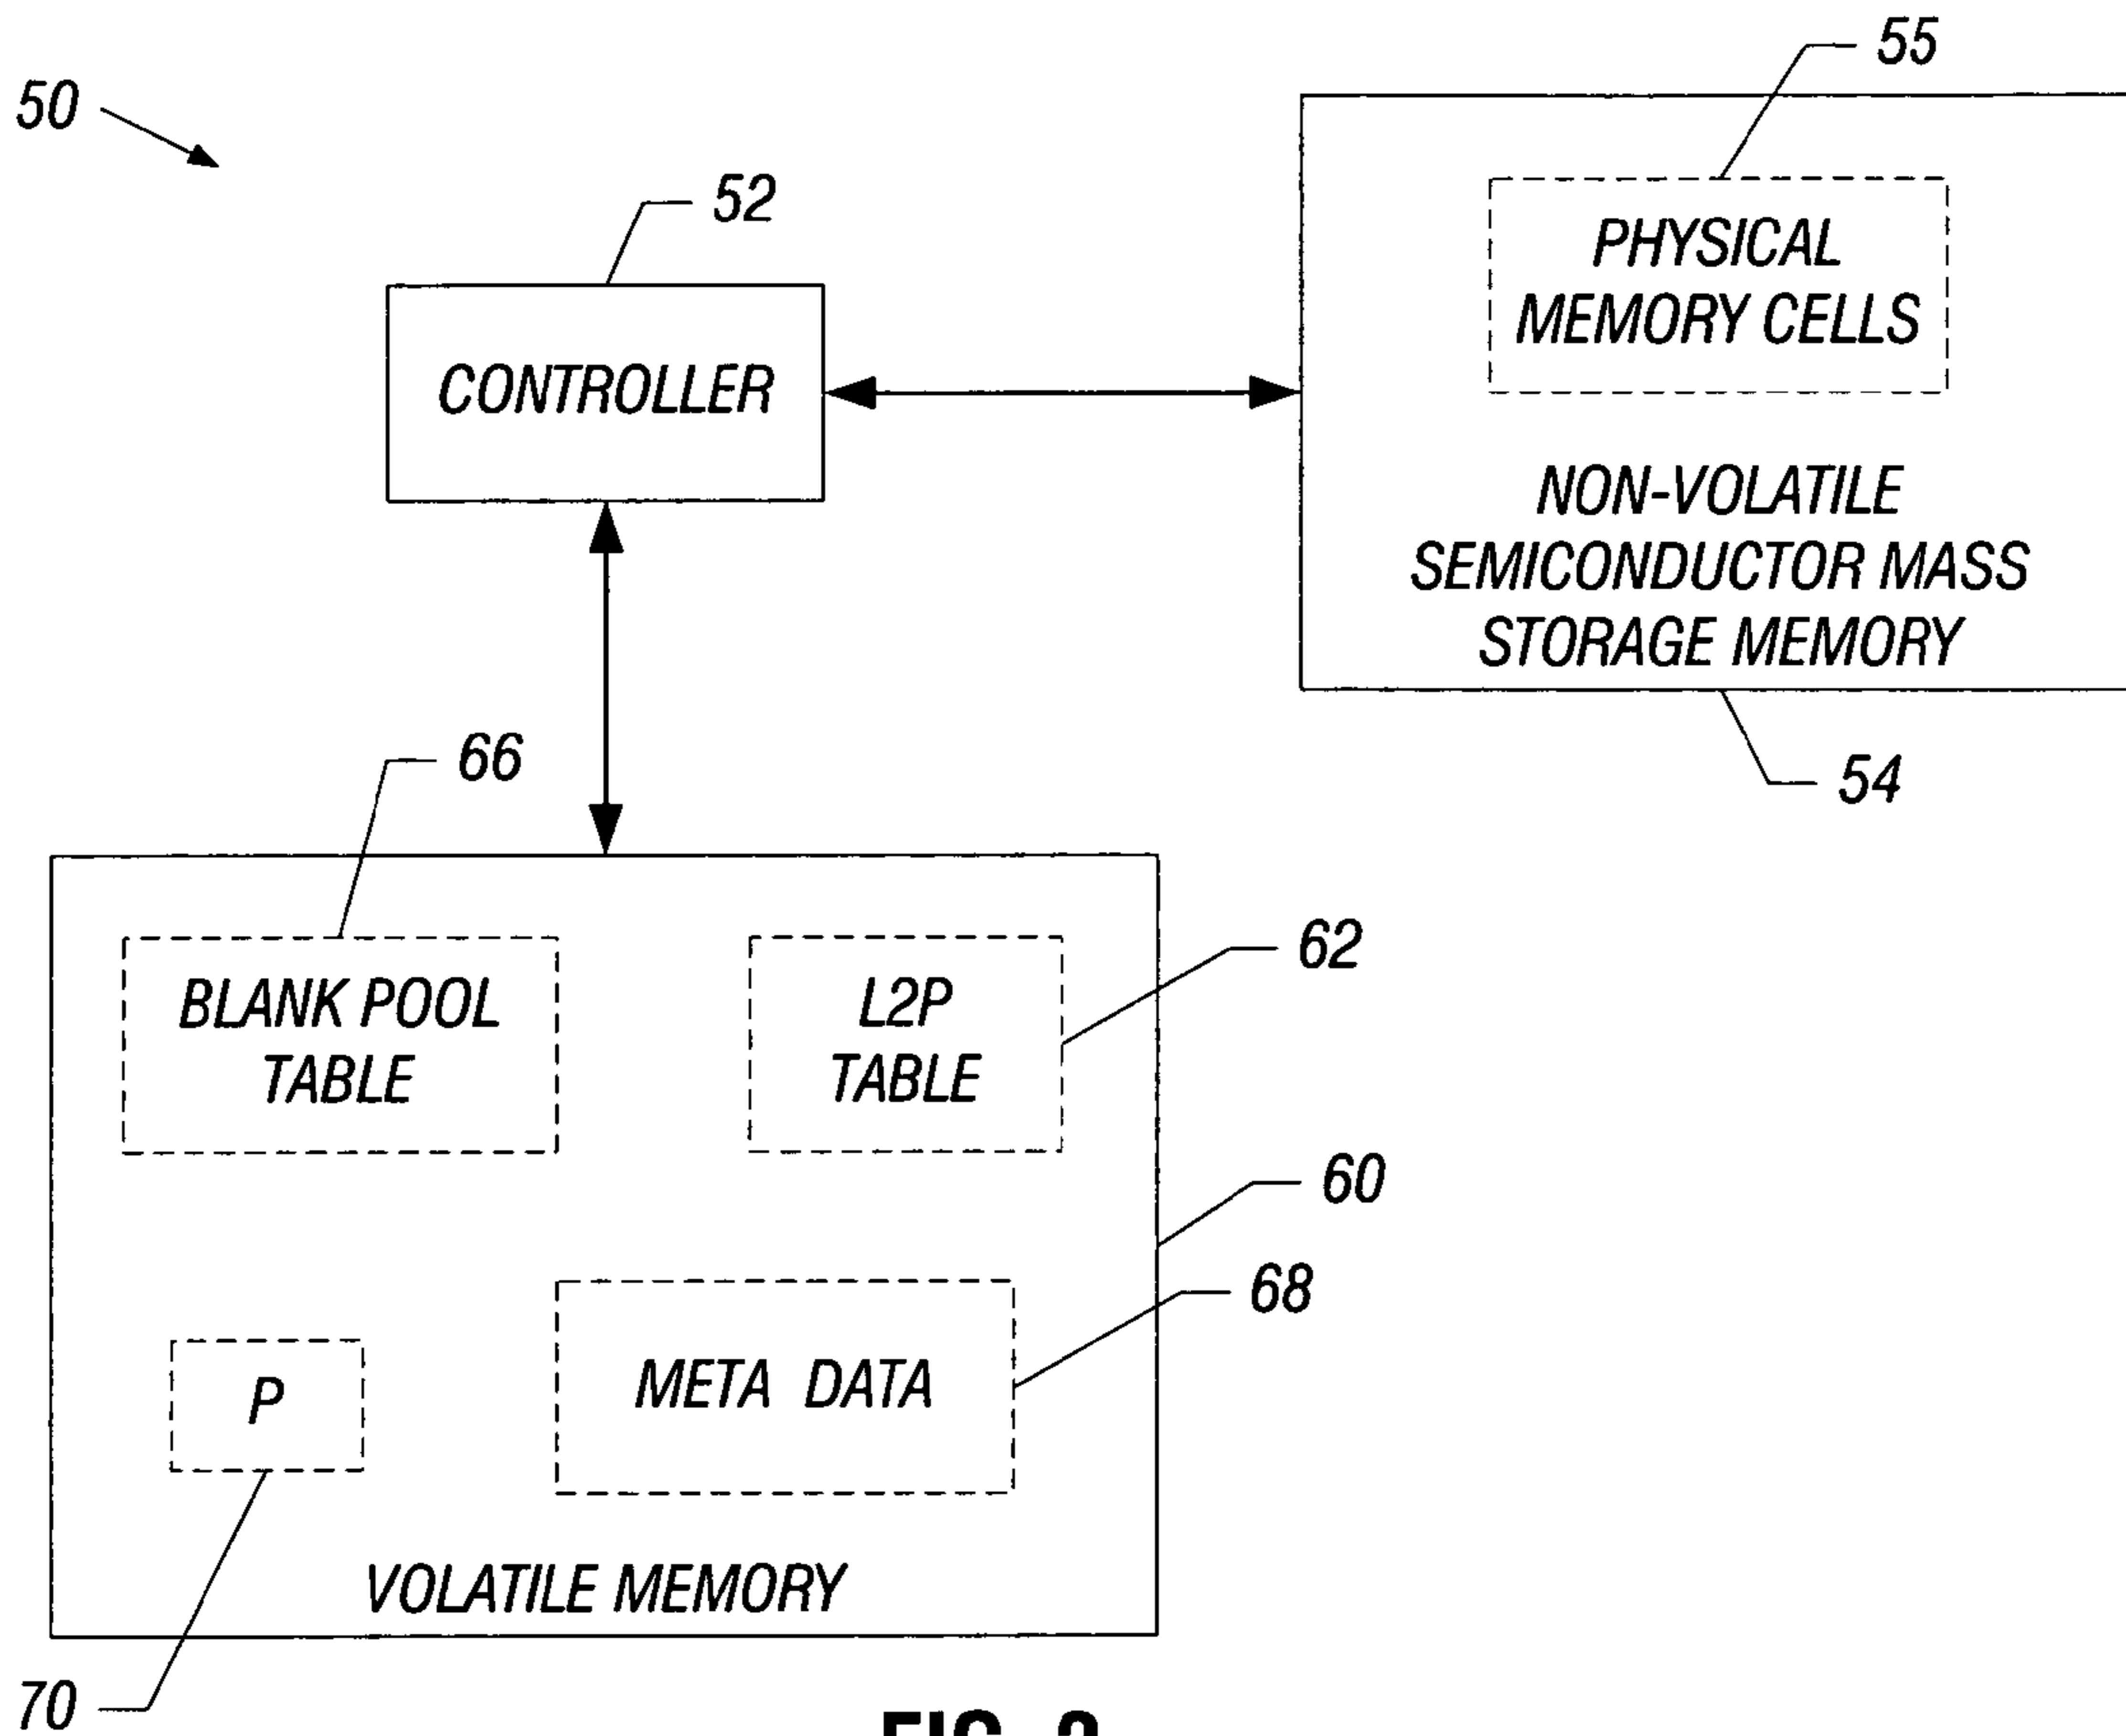 50
55
52
PHYSICAL
MEMORY CELLS
CONTROLLER
NON-VOLATILE
SEMICONDUCTOR MASS
STORAGE MEMORY
54
66
62
BLANK POOL
TABLE
L2P
TABLE
60
68
P
META DATA
VOLATILE MEMORY
70
FIG.